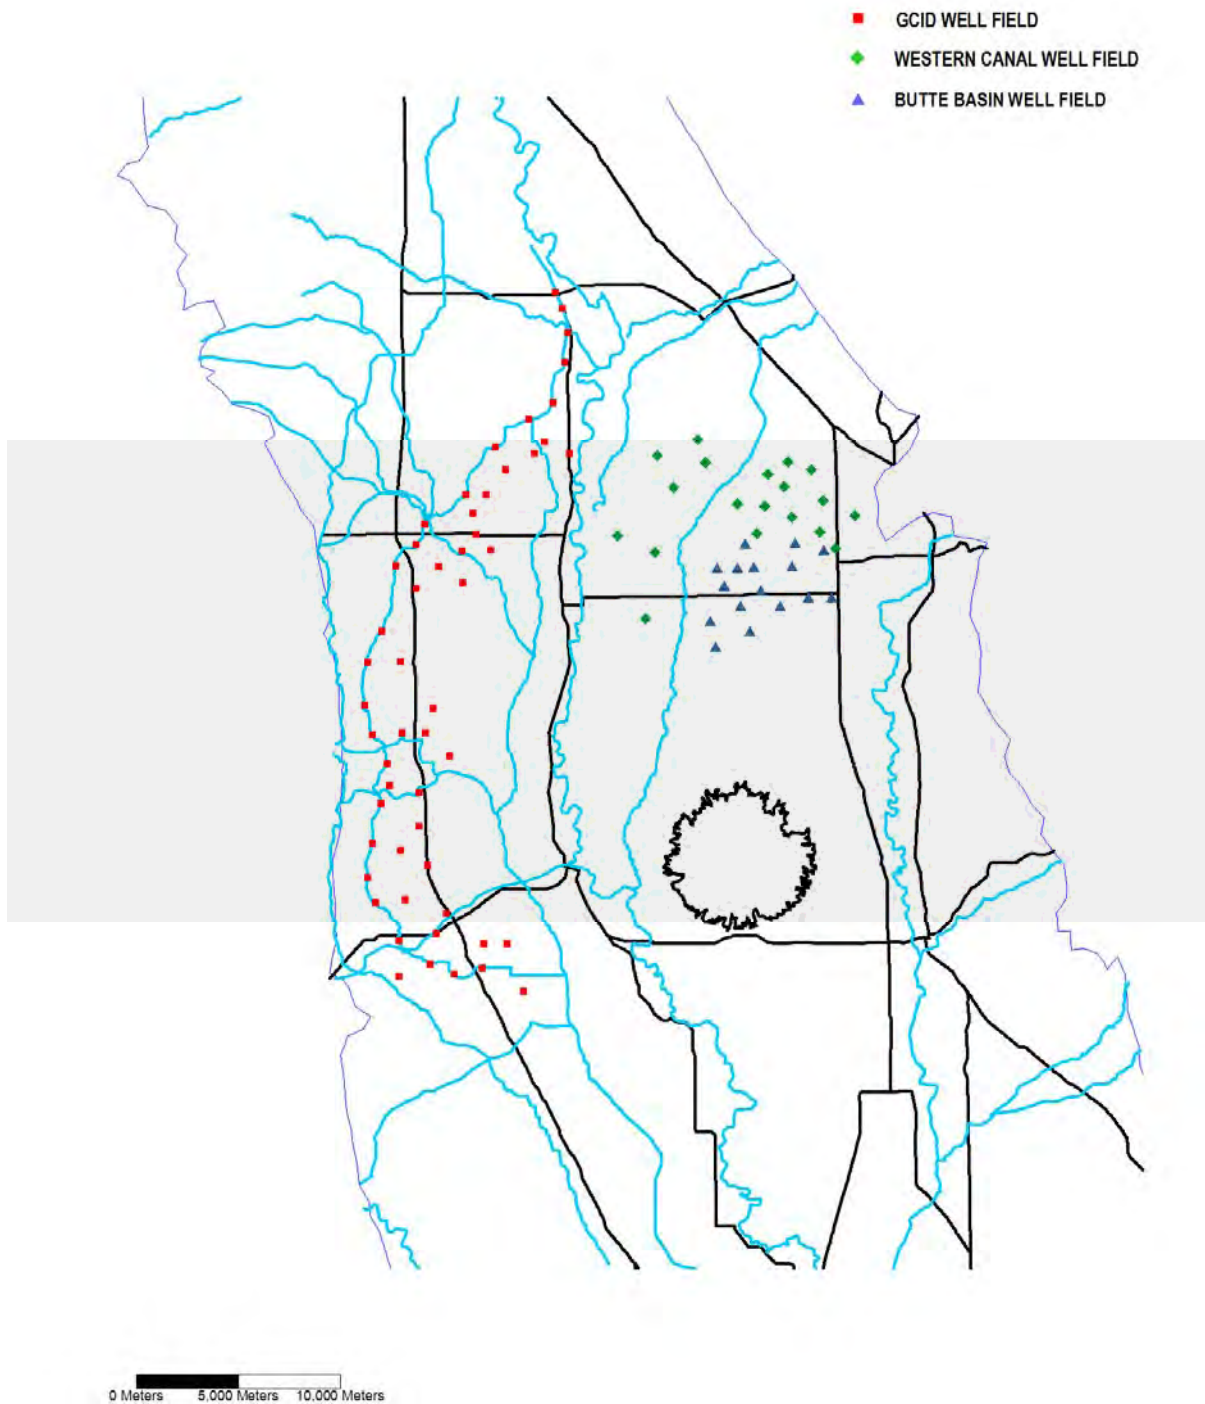 GCID WELL FIELD
WESTERN CANAL WELL FIELD
BUTTE BASIN WELL FIELD
0 Meters 5,000 Meters 10,000 Meters